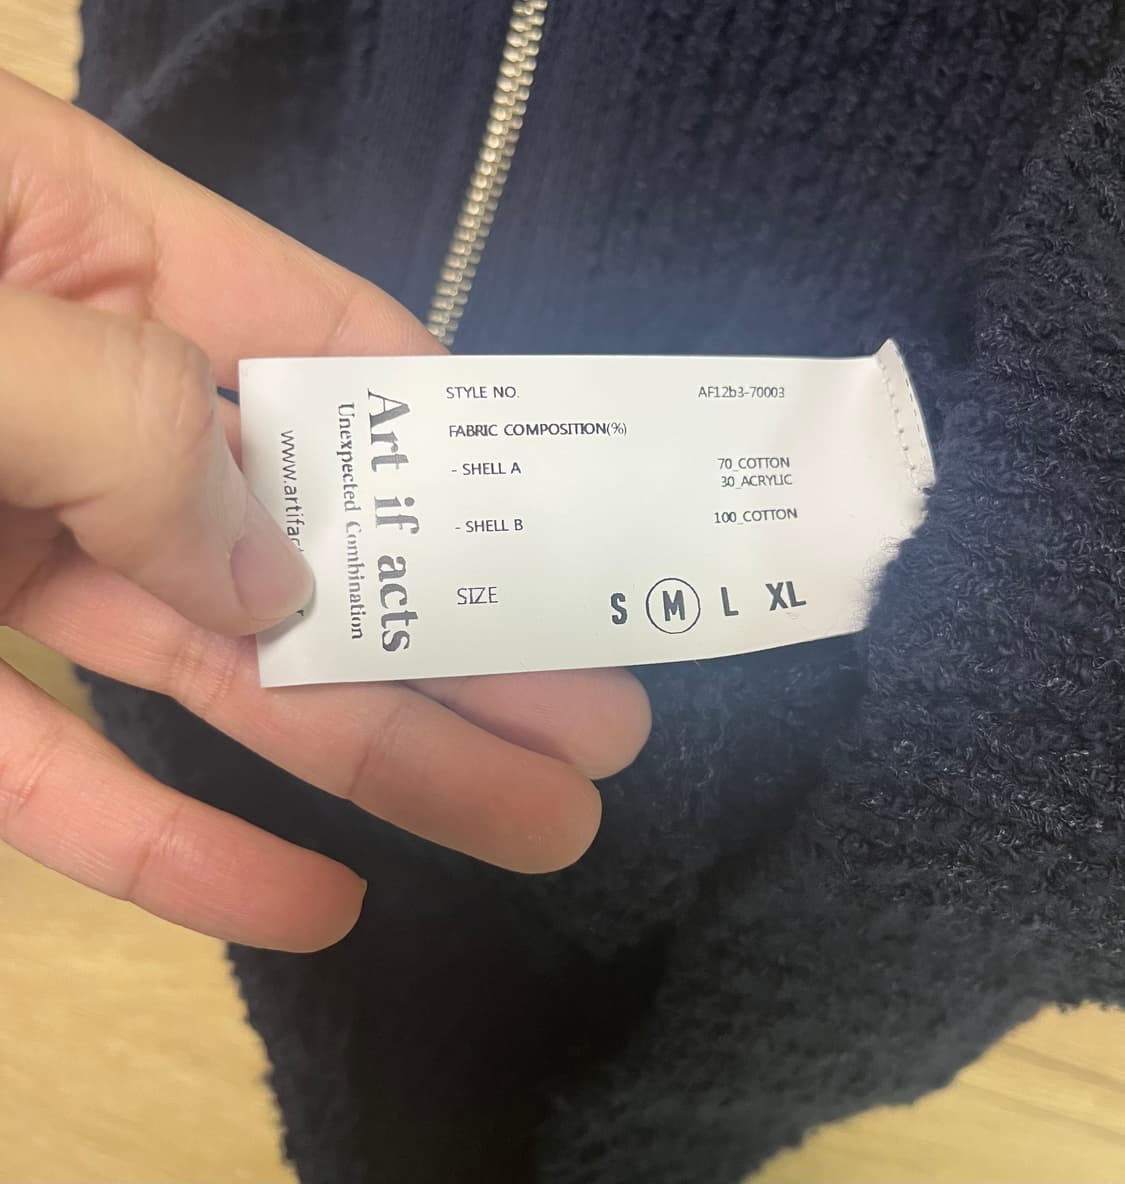 STYLE NO. AF12b3-70003
FABRIC COMPOSITION(%)
- SHELL A 70_COTTON
30_ACRYLIC
- SHELL B 100_COTTON
SIZE S M L XL
Art if acts
Unexpected Combination